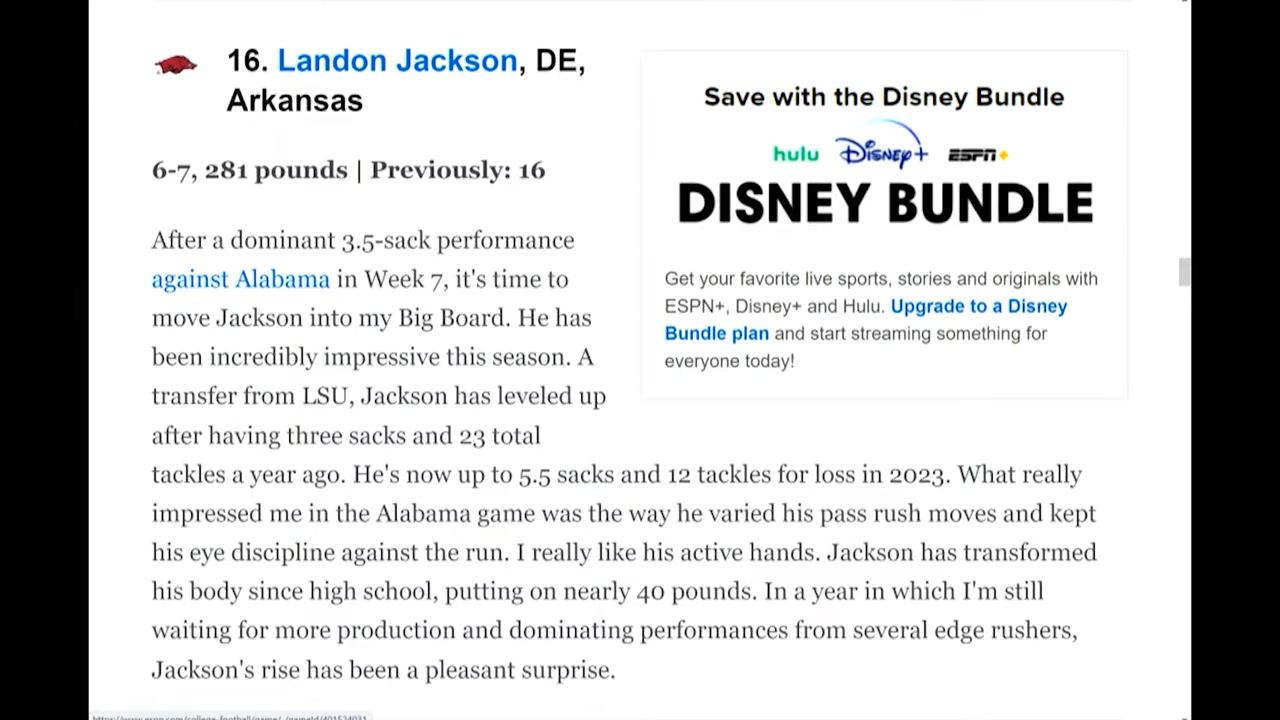 16. Landon Jackson, DE,
Arkansas
6-7, 281 pounds | Previously: 16
After a dominant 3.5-sack performance
against Alabama in Week 7, it's time to
move Jackson into my Big Board. He has
been incredibly impressive this season. A
transfer from LSU, Jackson has leveled up
after having three sacks and 23 total
tackles a year ago. He's now up to 5.5 sacks and 12 tackles for loss in 2023. What really
impressed me in the Alabama game was the way he varied his pass rush moves and kept
his eye discipline against the run. I really like his active hands. Jackson has transformed
his body since high school, putting on nearly 40 pounds. In a year in which I'm still
waiting for more production and dominating performances from several edge rushers,
Jackson's rise has been a pleasant surprise.
Save with the Disney Bundle
hulu Disney+ ESPN+
DISNEY BUNDLE
Get your favorite live sports, stories and originals with
ESPN+, Disney+ and Hulu. Upgrade to a Disney
Bundle plan and start streaming something for
everyone today!